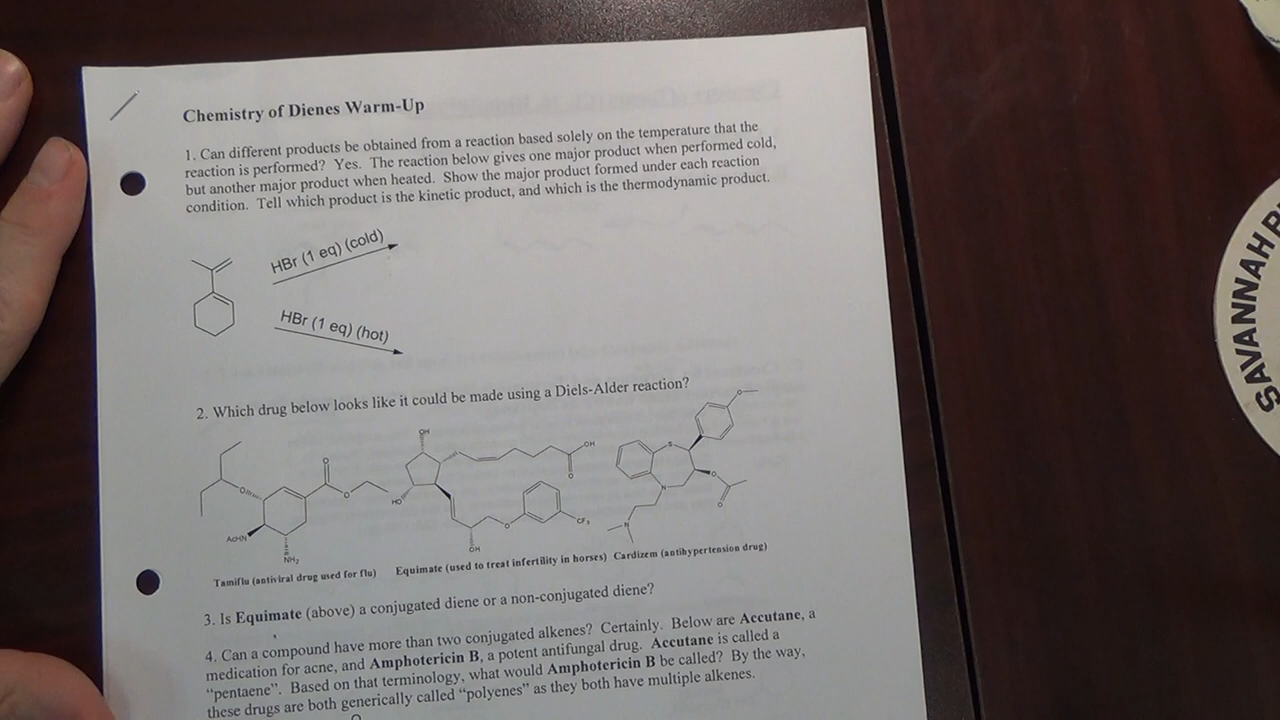 Chemistry of Dienes Warm-Up
1. Can different products be obtained from a reaction based solely on the temperature that the
reaction is performed? Yes. The reaction below gives one major product when performed cold,
but another major product when heated. Show the major product formed under each reaction
condition. Tell which product is the kinetic product, and which is the thermodynamic product.
HBr (1 eq) (cold)
HBr (1 eq) (hot)
2. Which drug below looks like it could be made using a Diels-Alder reaction?
O
O
O
AcHN
NH2
OH
HO
OH
O
O
CF3
OH
S
O
N
O
O
N
Tamiflu (antiviral drug used for flu) Equimate (used to treat infertility in horses) Cardizem (antihypertension drug)
3. Is Equimate (above) a conjugated diene or a non-conjugated diene?
4. Can a compound have more than two conjugated alkenes? Certainly. Below are Accutane, a
medication for acne, and Amphotericin B, a potent antifungal drug. Accutane is called a
“pentaene”. Based on that terminology, what would Amphotericin B be called? By the way,
these drugs are both generically called “polyenes” as they both have multiple alkenes.
O
SAVANNAH